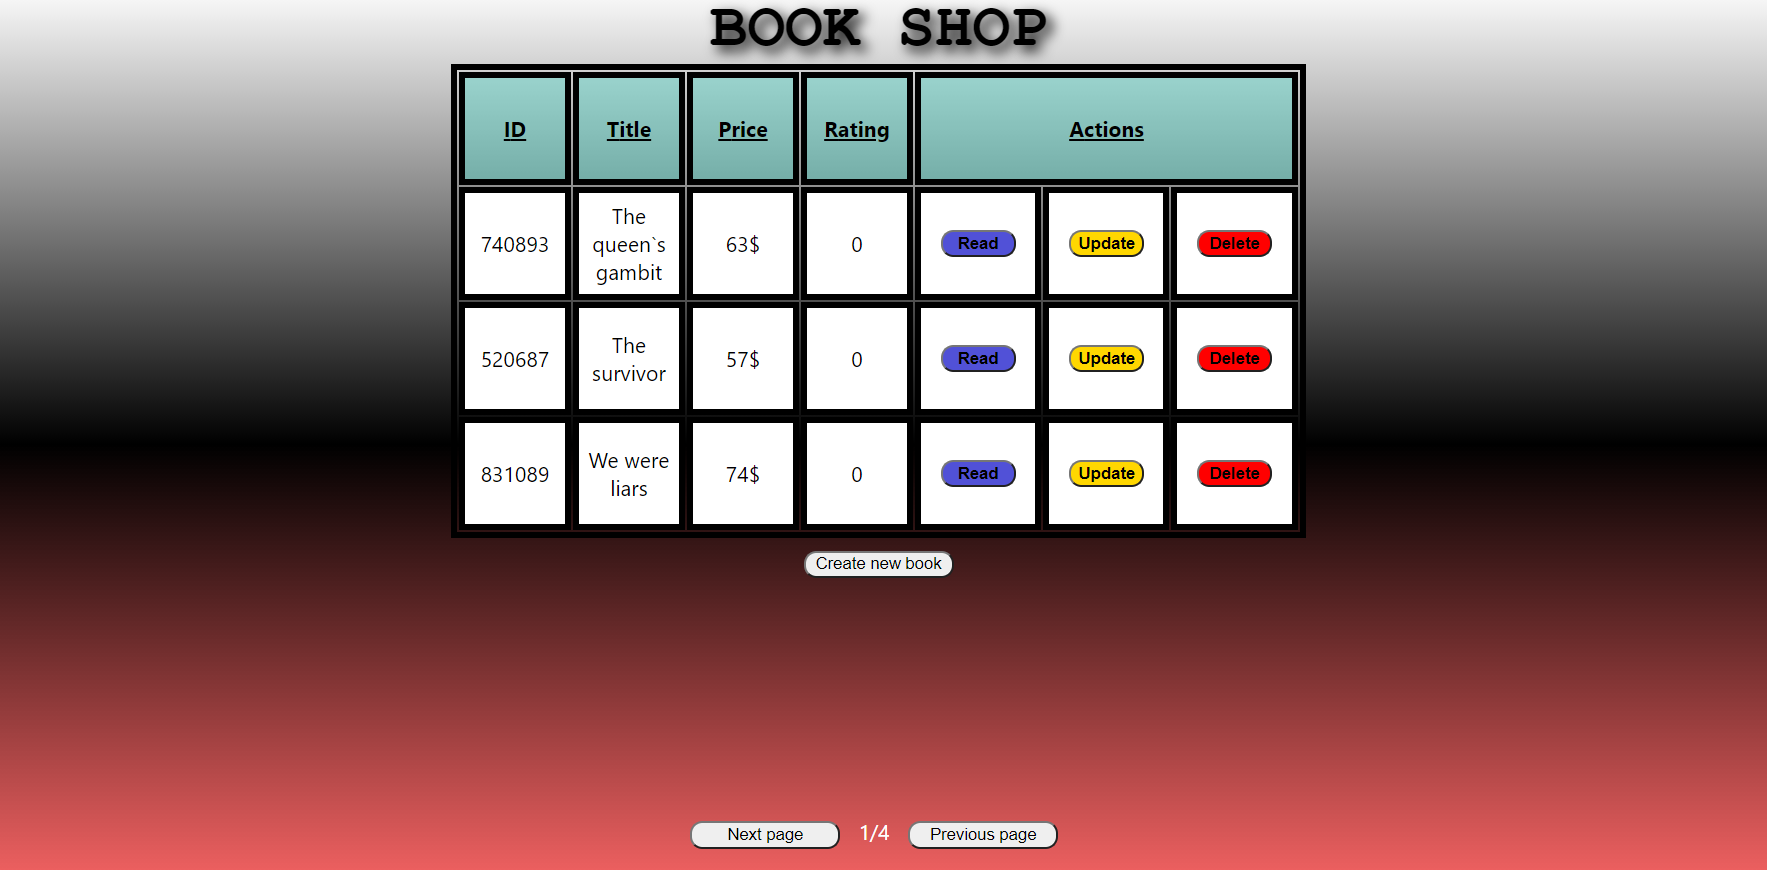 BOOK SHOP
ID Title Price Rating Actions
740893 The queen`s gambit 63$ 0 Read Update Delete
520687 The survivor 57$ 0 Read Update Delete
831089 We were liars 74$ 0 Read Update Delete
Create new book
Next page 1/4 Previous page